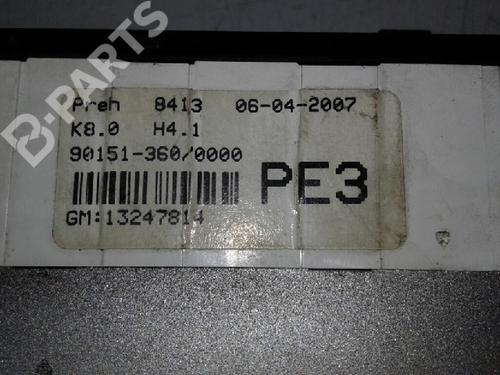 B-PARTS
Preh 8413 06-04-2007
K8.0 H4.1
90151-360/0000
PE3
GM:13247814